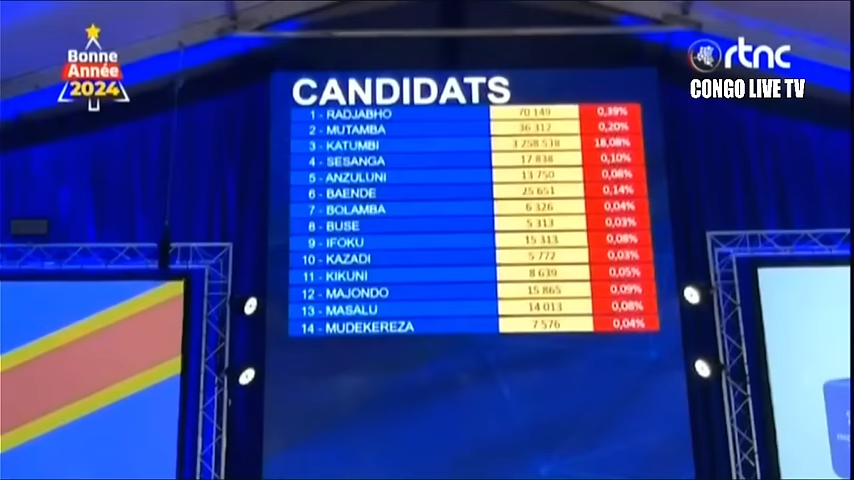 Bonne
Année
2024
rtnc
CONGO LIVE TV
CANDIDATS
1 - RADJABHO 70 149 0,39%
2 - MUTAMBA 36 312 0,20%
3 - KATUMBI 3 258 538 18,08%
4 - SESANGA 17 838 0,10%
5 - ANZULUNI 13 750 0,08%
6 - BAENDE 25 651 0,14%
7 - BOLAMBA 6 326 0,04%
8 - BUSE 5 313 0,03%
9 - IFOKU 15 313 0,08%
10 - KAZADI 5 772 0,03%
11 - KIKUNI 8 639 0,05%
12 - MAJONDO 15 865 0,09%
13 - MASALU 14 013 0,08%
14 - MUDEKEREZA 7 576 0,04%